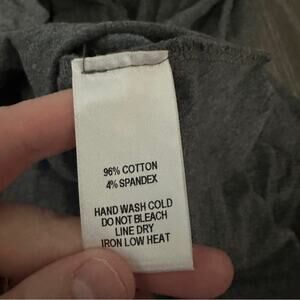 96% COTTON
4% SPANDEX
HAND WASH COLD
DO NOT BLEACH
LINE DRY
IRON LOW HEAT